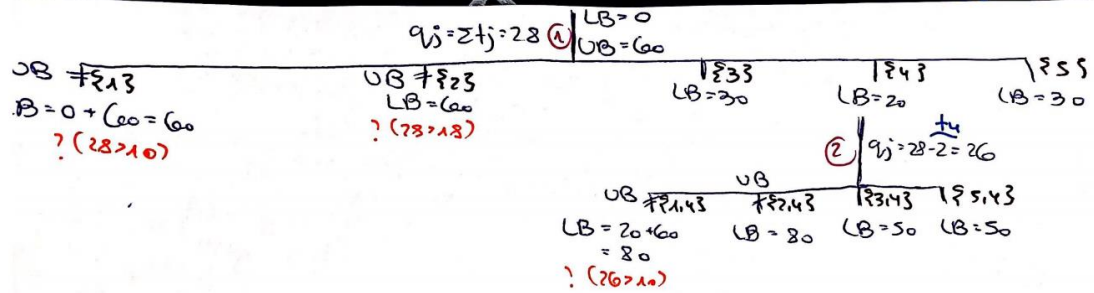 qj = Σtj = 28 ① LB = 0
UB = 60
UB {1}
B = 0 + 60 = 60
? (28>10)
UB {2}
LB = 60
? (28>18)
{3}
LB = 30
{4}
LB = 20
{5}
LB = 30
② qj = 28 - 2 = 26
t4
UB {1,4}
LB = 20 + 60
= 80
? (26>10)
UB
{2,4}
LB = 80
{3,4}
LB = 50
{5,4}
LB = 50